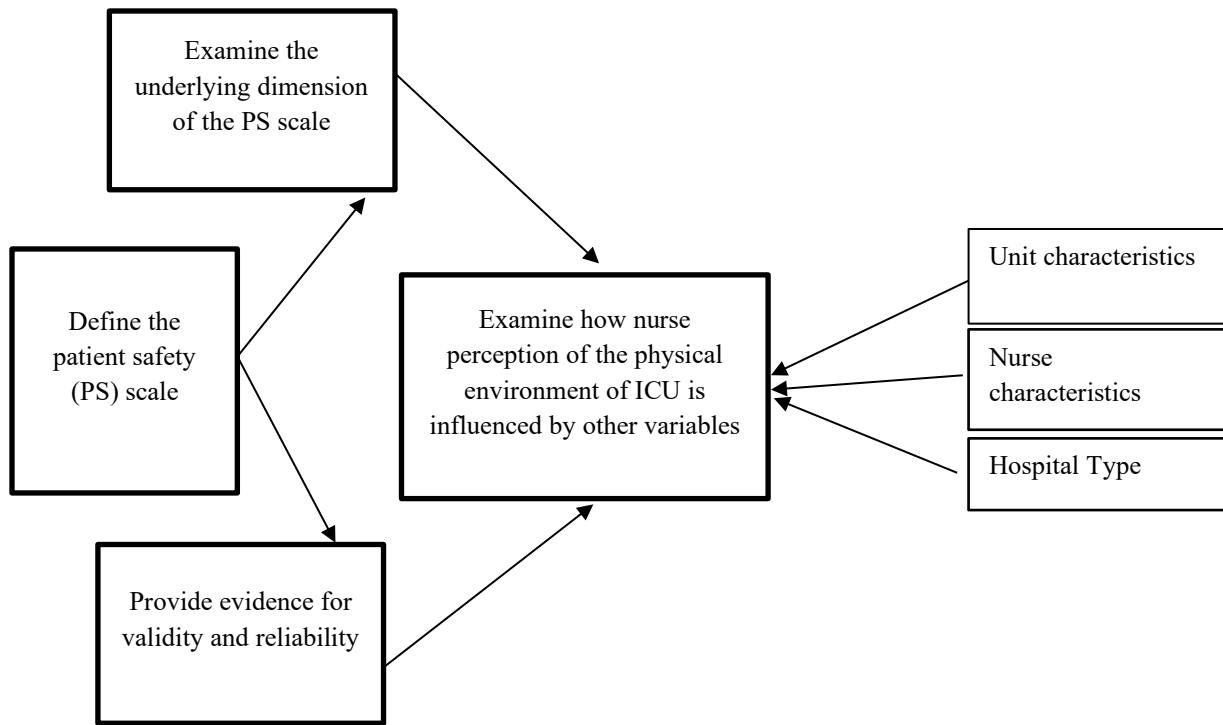 Examine the
underlying dimension
of the PS scale
Define the
patient safety
(PS) scale
Examine how nurse
perception of the physical
environment of ICU is
influenced by other variables
Provide evidence for
validity and reliability
Unit characteristics
Nurse
characteristics
Hospital Type